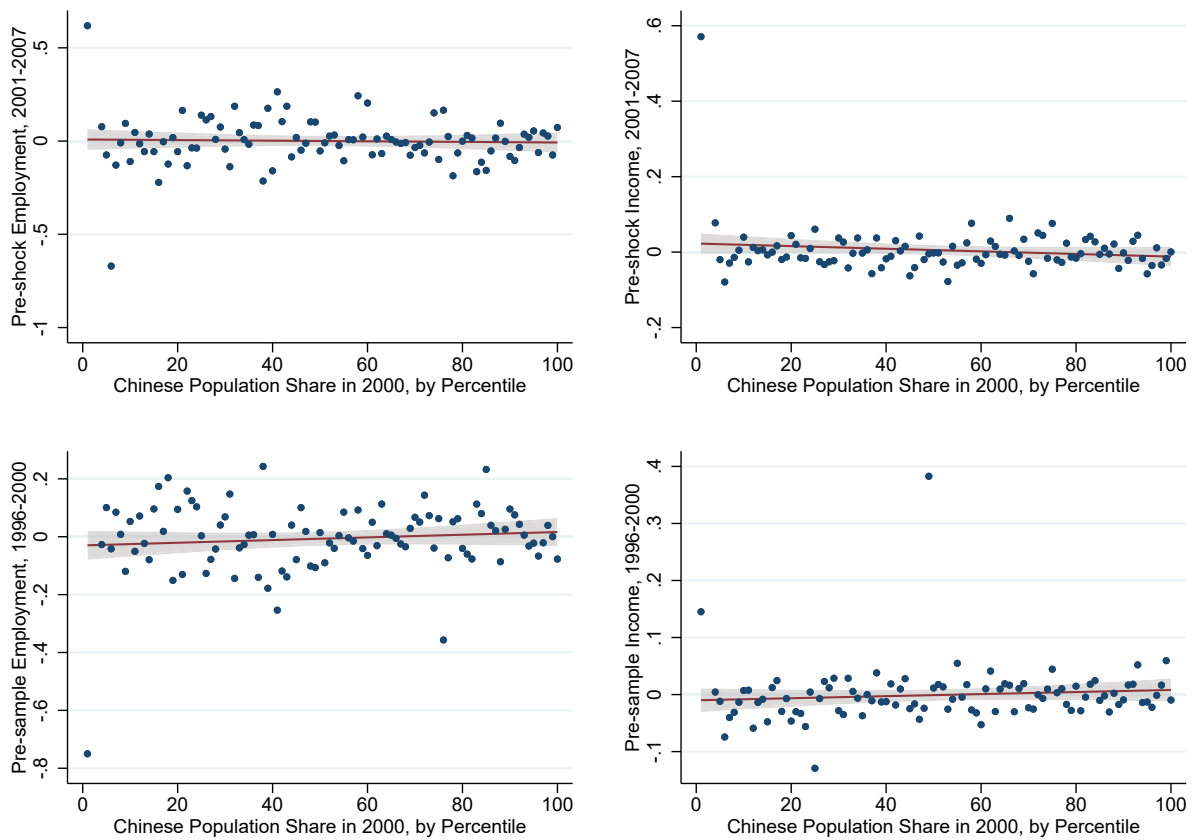 Pre-shock Employment, 2001-2007
.5
0
-.5
-1
0 20 40 60 80 100
Chinese Population Share in 2000, by Percentile
Pre-shock Income, 2001-2007
.6
.4
.2
0
-.2
0 20 40 60 80 100
Chinese Population Share in 2000, by Percentile
Pre-sample Employment, 1996-2000
.2
0
-.2
-.4
-.6
-.8
0 20 40 60 80 100
Chinese Population Share in 2000, by Percentile
Pre-sample Income, 1996-2000
.4
.3
.2
.1
0
-.1
0 20 40 60 80 100
Chinese Population Share in 2000, by Percentile